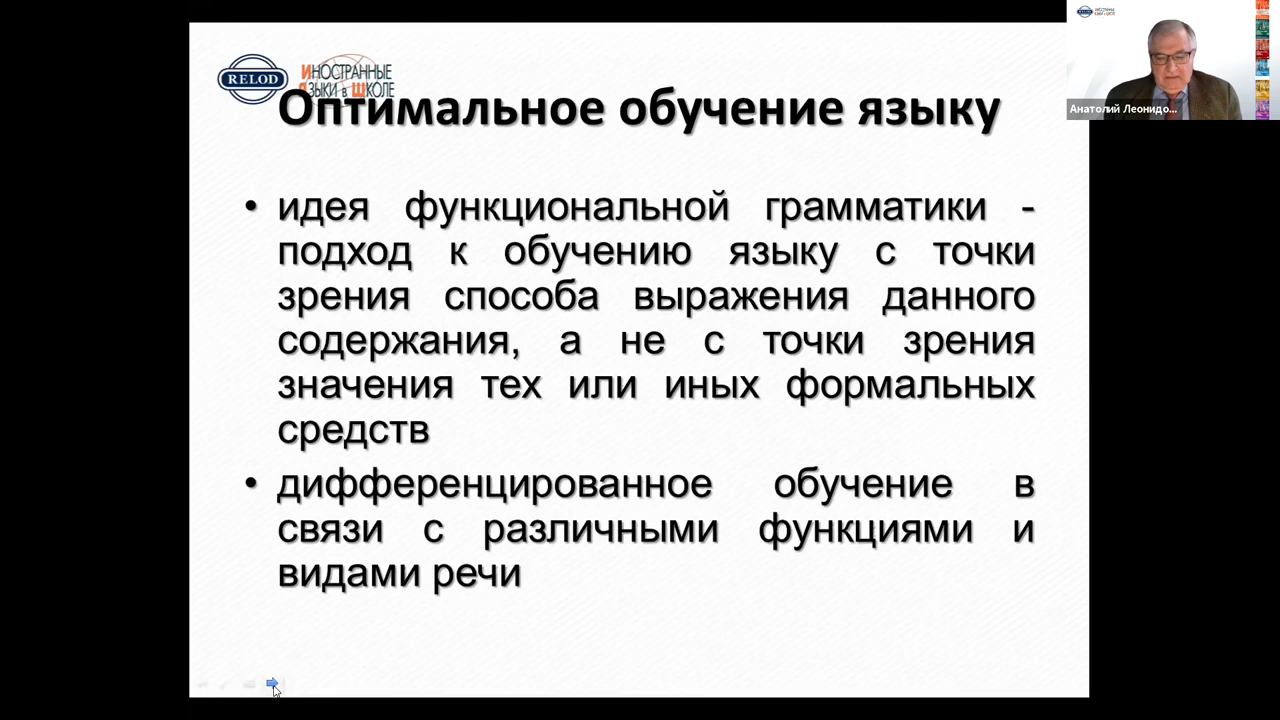 RELOD
ИНОСТРАННЫЕ
ЯЗЫКИ в ШКОЛЕ
Оптимальное обучение языку
• идея функциональной грамматики -
подход к обучению языку с точки
зрения способа выражения данного
содержания, а не с точки зрения
значения тех или иных формальных
средств
• дифференцированное обучение в
связи с различными функциями и
видами речи
RELOD
Анатолий Леонидо...